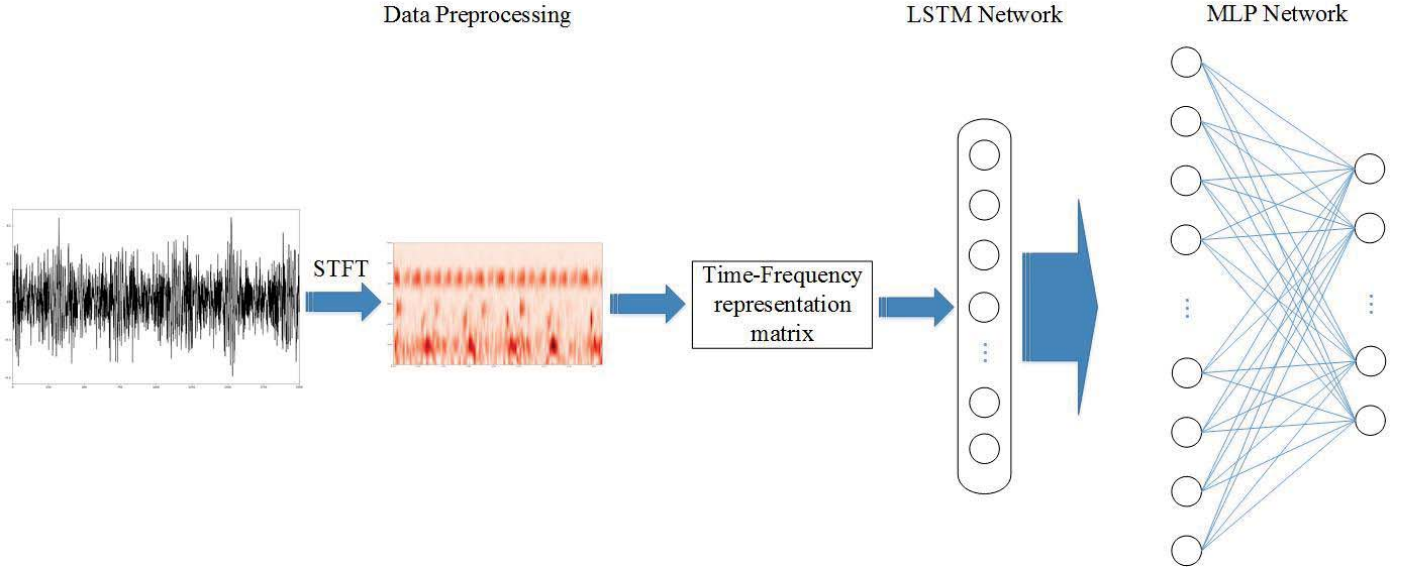 Data Preprocessing
LSTM Network
MLP Network
STFT
Time-Frequency
representation
matrix